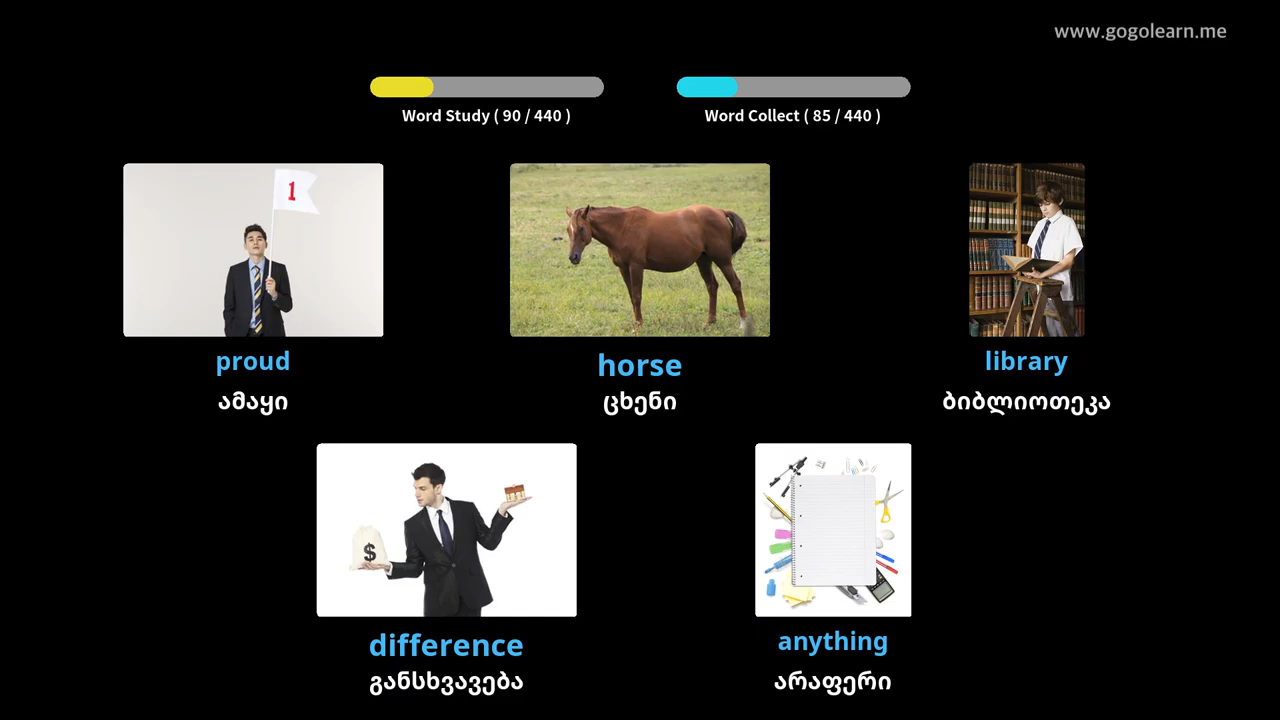 www.gogolearn.me
Word Study ( 90 / 440 )
Word Collect ( 85 / 440 )
1
proud
horse
library
ამაყი
ცხენი
ბიბლიოთეკა
$
difference
anything
განსხვავება
არაფერი